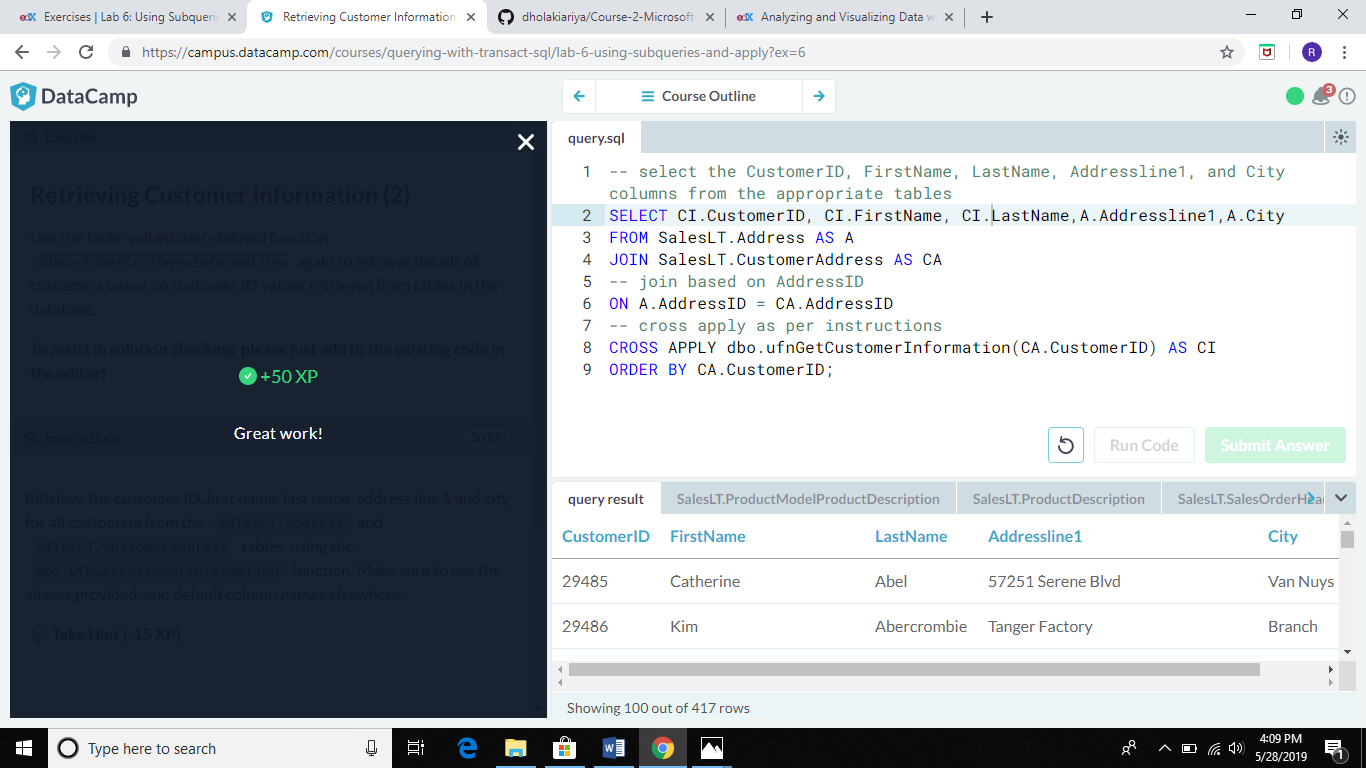 Exercises | Lab 6: Using Subqueri
Retrieving Customer Information
dholakiariya/Course-2-Microsoft-
Analyzing and Visualizing Data w
https://campus.datacamp.com/courses/querying-with-transact-sql/lab-6-using-subqueries-and-apply?ex=6
R
DataCamp
Course Outline
3
Exercise
Retrieving Customer Information (2)
Use the table-valued user-defined function
dbo.ufnGetCustomerInformation again to retrieve details of
customers based on customer ID values retrieved from tables in the
database.
To assist in solution checking, please just add to the existing code in
the editor!
+50 XP
Great work!
Instructions
50 XP
Retrieve the customer ID, first name, last name, address line 1 and city
for all customers from the SalesLT.Address and
SalesLT.CustomerAddress tables, using the
dbo.ufnGetCustomerInformation function. Make sure to use the
aliases provided, and default column names elsewhere.
Take Hint (-15 XP)
query.sql
1 -- select the CustomerID, FirstName, LastName, Addressline1, and City
columns from the appropriate tables
2 SELECT CI.CustomerID, CI.FirstName, CI.LastName,A.Addressline1,A.City
3 FROM SalesLT.Address AS A
4 JOIN SalesLT.CustomerAddress AS CA
5 -- join based on AddressID
6 ON A.AddressID = CA.AddressID
7 -- cross apply as per instructions
8 CROSS APPLY dbo.ufnGetCustomerInformation(CA.CustomerID) AS CI
9 ORDER BY CA.CustomerID;
Run Code
Submit Answer
query result SalesLT.ProductModelProductDescription SalesLT.ProductDescription SalesLT.SalesOrderHea
CustomerID FirstName LastName Addressline1 City
29485 Catherine Abel 57251 Serene Blvd Van Nuys
29486 Kim Abercrombie Tanger Factory Branch
Showing 100 out of 417 rows
Type here to search
4:09 PM
5/28/2019
1